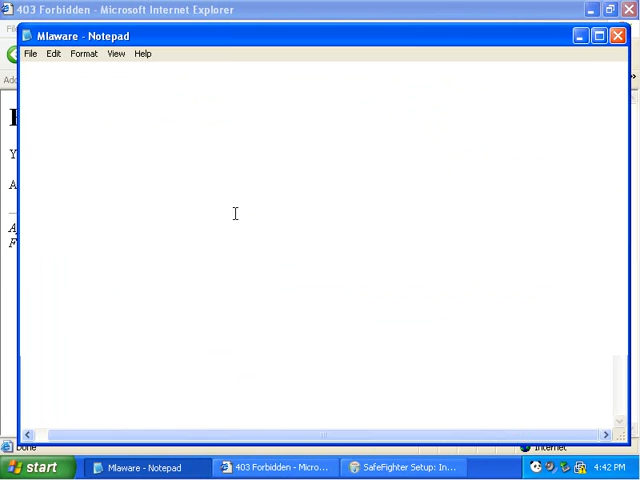 403 Forbidden - Microsoft Internet Explorer
Mlaware - Notepad
File Edit Format View Help
Done
Internet
start
Mlaware - Notepad
403 Forbidden - Micro...
SafeFighter Setup: In...
4:42 PM